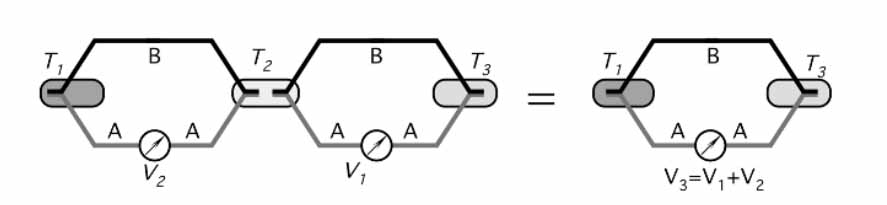 B B B
T1 T2 T3 = T1 T3
A A A A A A
V2 V1 V3=V1+V2